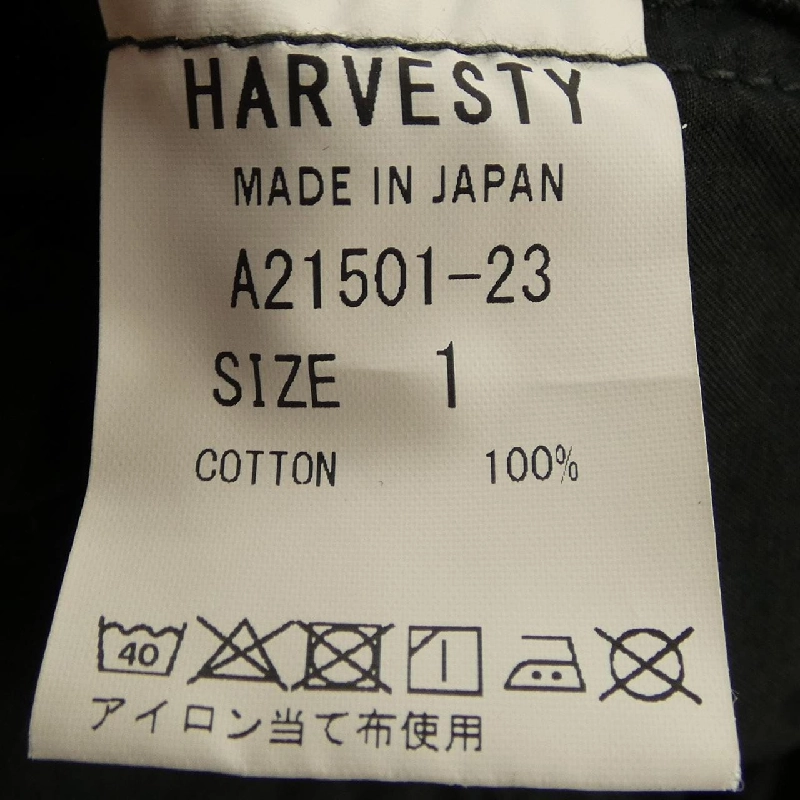 HARVESTY
MADE IN JAPAN
A21501-23
SIZE 1
COTTON 100%
40
アイロン当て布使用